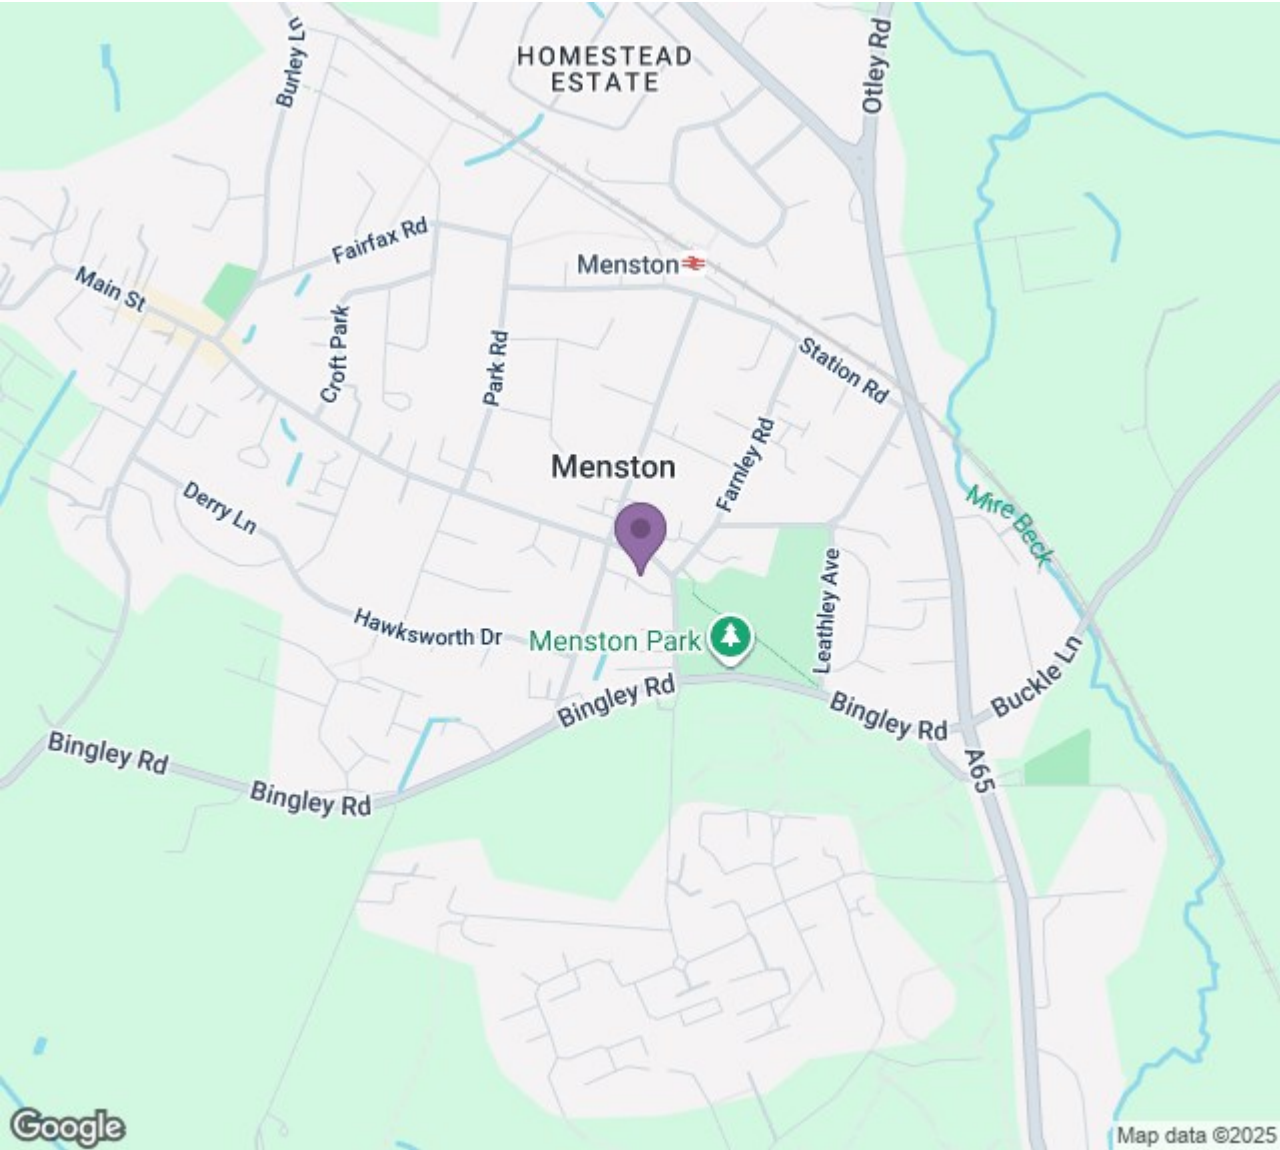 HOMESTEAD
ESTATE
Otley Rd
Burley Ln
Fairfax Rd
Menston
Main St
Croft Park
Park Rd
Station Rd
Farnley Rd
Menston
Derry Ln
Mire Beck
Leathley Ave
Hawksworth Dr
Menston Park
Buckle Ln
Bingley Rd
Bingley Rd
Bingley Rd
Bingley Rd
A65
Google
Map data ©2025